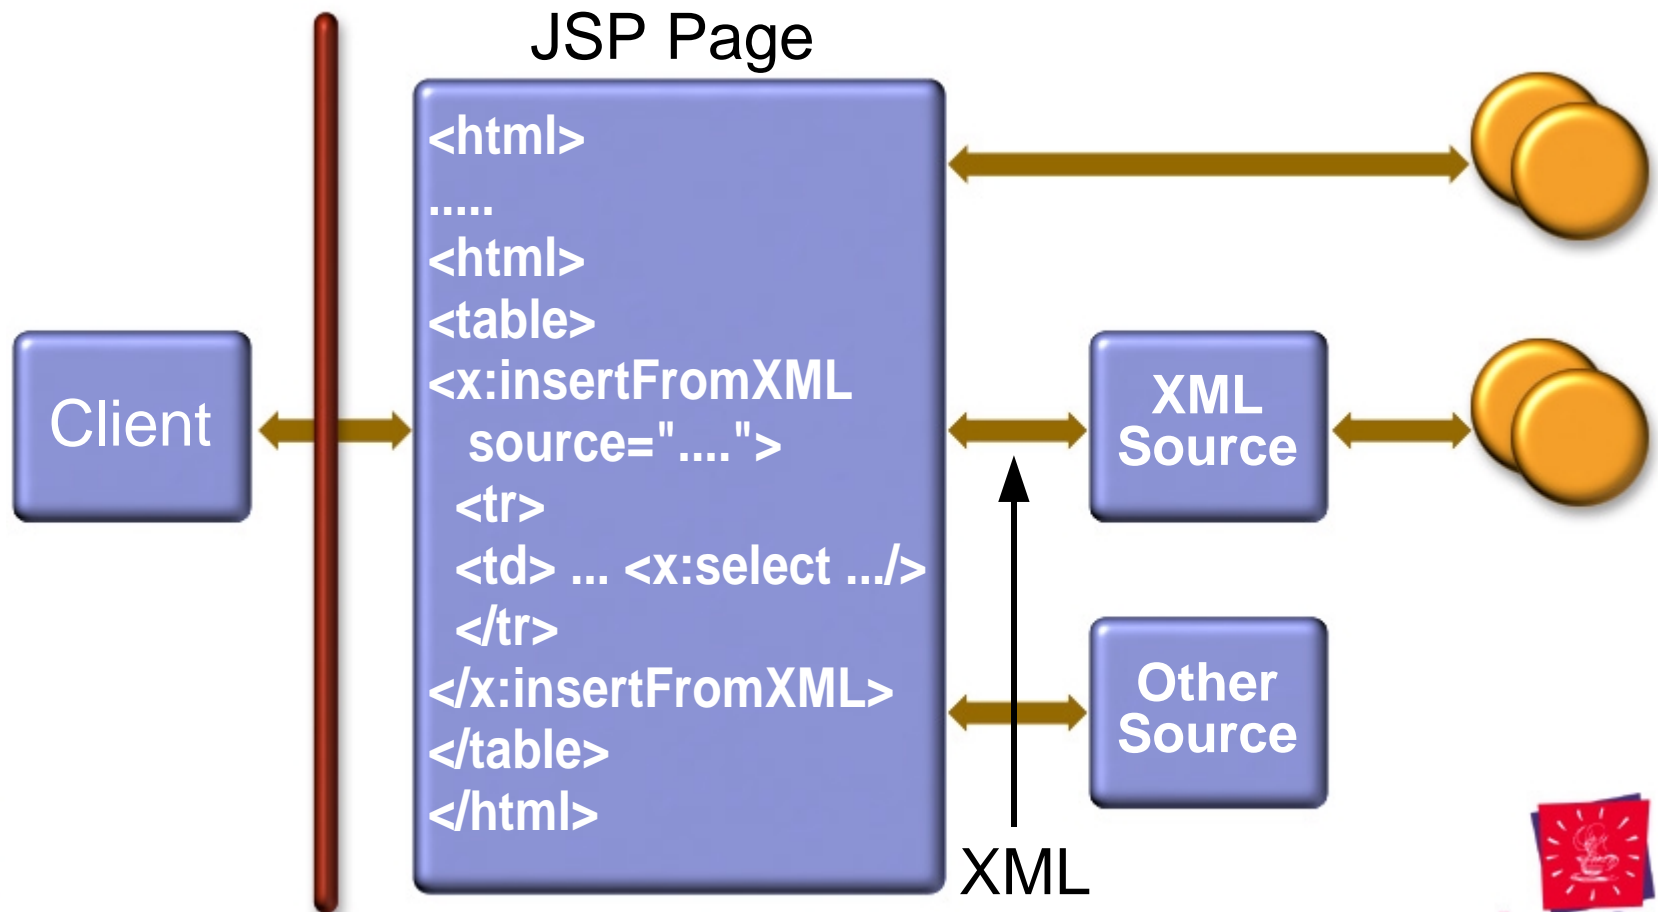 JSP Page
<html>
.....
<html>
<table>
<x:insertFromXML
source="....">
<tr>
<td> ... <x:select .../>
</tr>
</x:insertFromXML>
</table>
</html>
Client
XML
Source
Other
Source
XML